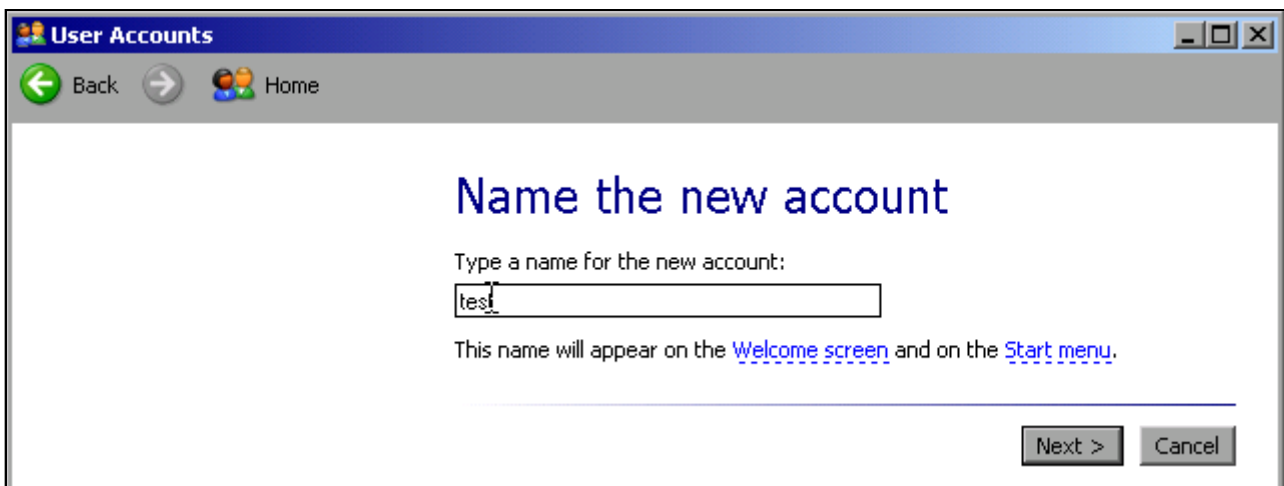 User Accounts
Back Home
Name the new account
Type a name for the new account:
test
This name will appear on the Welcome screen and on the Start menu.
Next > Cancel